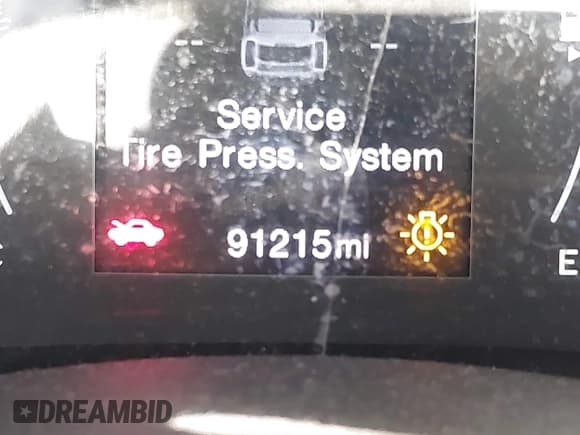 -- --
Service
Tire Press. System
91215mi
C
E
DREAMBID